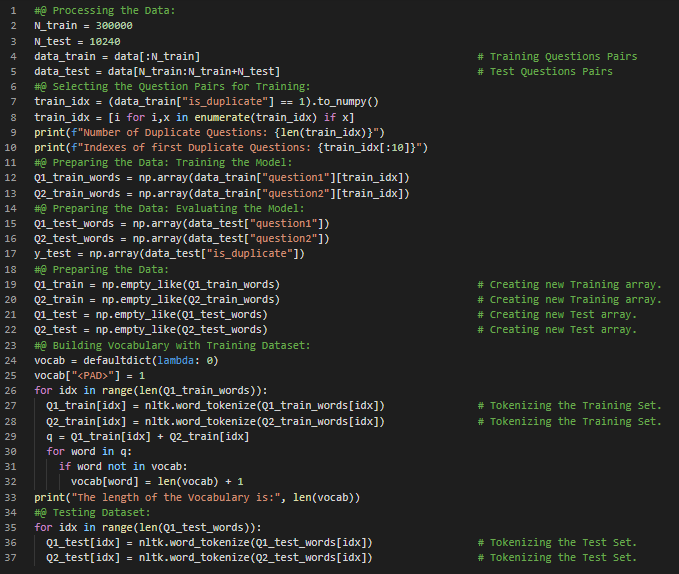 1 #@ Processing the Data:
2 N_train = 300000
3 N_test = 10240
4 data_train = data[:N_train] # Training Questions Pairs
5 data_test = data[N_train:N_train+N_test] # Test Questions Pairs
6 #@ Selecting the Question Pairs for Training:
7 train_idx = (data_train["is_duplicate"] == 1).to_numpy()
8 train_idx = [i for i,x in enumerate(train_idx) if x]
9 print(f"Number of Duplicate Questions: {len(train_idx)}")
10 print(f"Indexes of first Duplicate Questions: {train_idx[:10]}")
11 #@ Preparing the Data: Training the Model:
12 Q1_train_words = np.array(data_train["question1"][train_idx])
13 Q2_train_words = np.array(data_train["question2"][train_idx])
14 #@ Preparing the Data: Evaluating the Model:
15 Q1_test_words = np.array(data_test["question1"])
16 Q2_test_words = np.array(data_test["question2"])
17 y_test = np.array(data_test["is_duplicate"])
18 #@ Preparing the Data:
19 Q1_train = np.empty_like(Q1_train_words) # Creating new Training array.
20 Q2_train = np.empty_like(Q2_train_words) # Creating new Training array.
21 Q1_test = np.empty_like(Q1_test_words) # Creating new Test array.
22 Q2_test = np.empty_like(Q2_test_words) # Creating new Test array.
23 #@ Building Vocabulary with Training Dataset:
24 vocab = defaultdict(lambda: 0)
25 vocab["<PAD>"] = 1
26 for idx in range(len(Q1_train_words)):
27 Q1_train[idx] = nltk.word_tokenize(Q1_train_words[idx]) # Tokenizing the Training Set.
28 Q2_train[idx] = nltk.word_tokenize(Q2_train_words[idx]) # Tokenizing the Training Set.
29 q = Q1_train[idx] + Q2_train[idx]
30 for word in q:
31 if word not in vocab:
32 vocab[word] = len(vocab) + 1
33 print("The length of the Vocabulary is:", len(vocab))
34 #@ Testing Dataset:
35 for idx in range(len(Q1_test_words)):
36 Q1_test[idx] = nltk.word_tokenize(Q1_test_words[idx]) # Tokenizing the Test Set.
37 Q2_test[idx] = nltk.word_tokenize(Q2_test_words[idx]) # Tokenizing the Test Set.